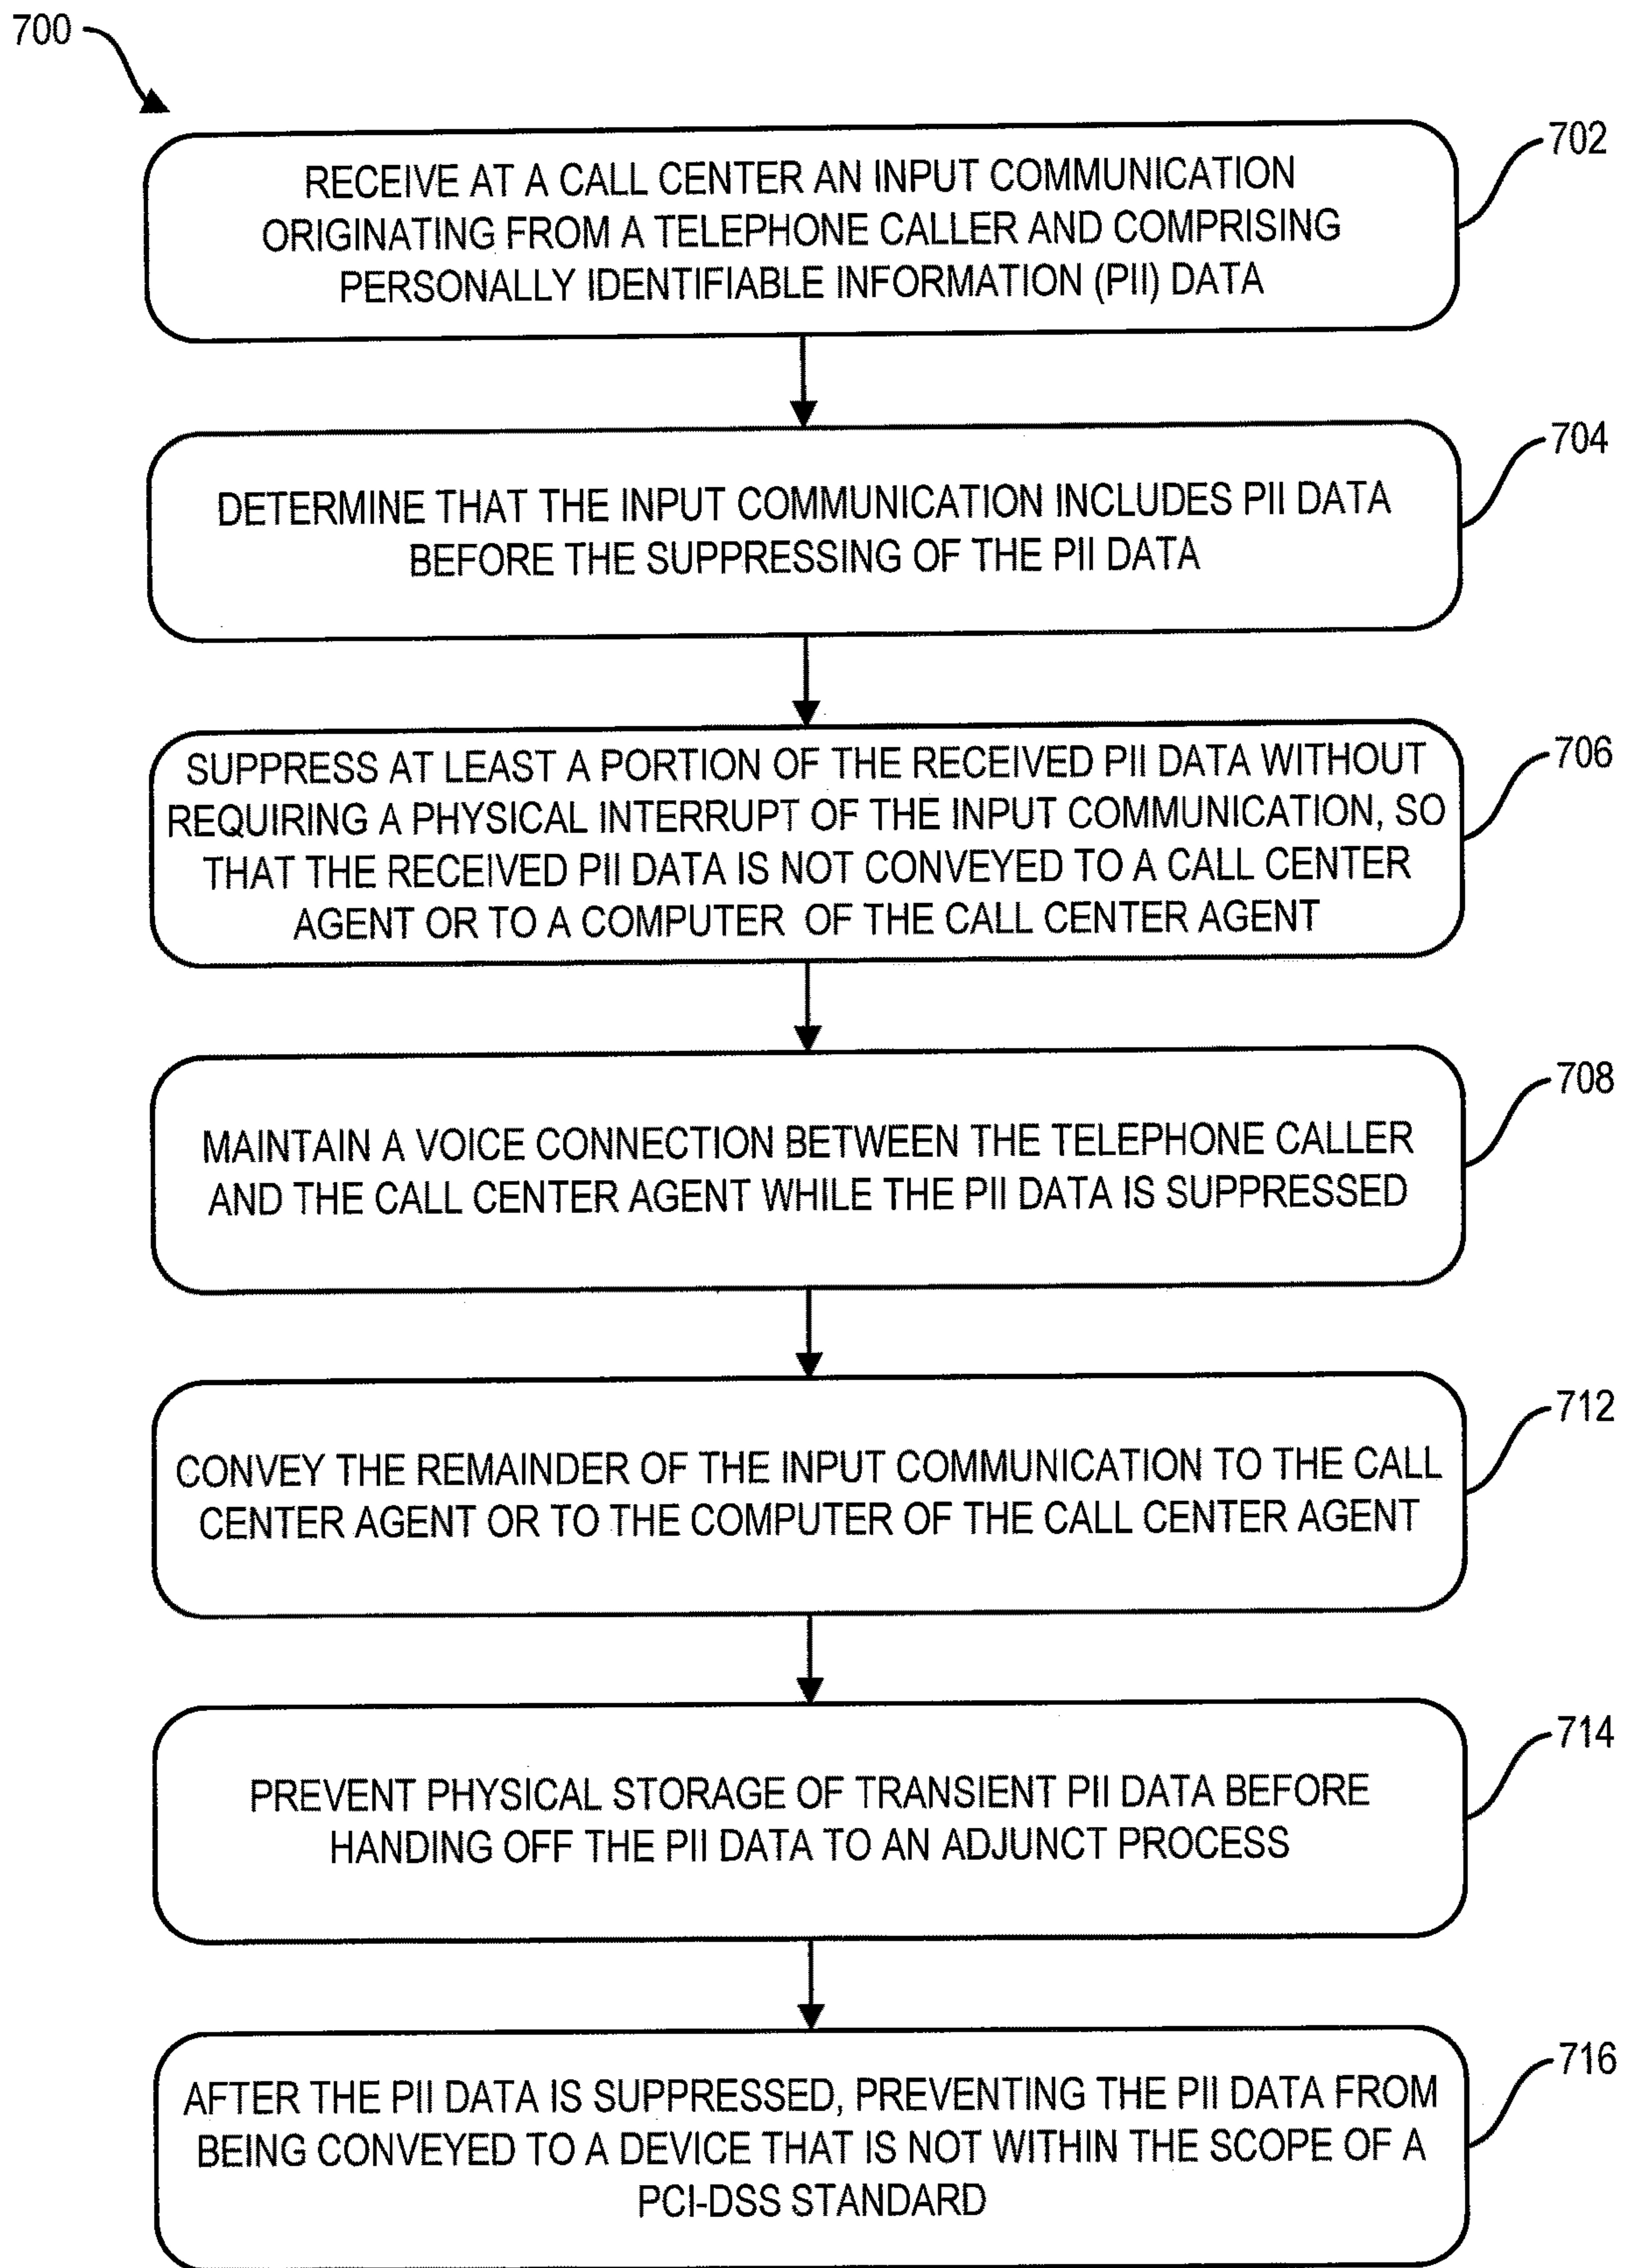 700
702
RECEIVE AT A CALL CENTER AN INPUT COMMUNICATION
ORIGINATING FROM A TELEPHONE CALLER AND COMPRISING
PERSONALLY IDENTIFIABLE INFORMATION (PII) DATA
704
DETERMINE THAT THE INPUT COMMUNICATION INCLUDES PII DATA
BEFORE THE SUPPRESSING OF THE PII DATA
706
SUPPRESS AT LEAST A PORTION OF THE RECEIVED PII DATA WITHOUT
REQUIRING A PHYSICAL INTERRUPT OF THE INPUT COMMUNICATION, SO
THAT THE RECEIVED PII DATA IS NOT CONVEYED TO A CALL CENTER
AGENT OR TO A COMPUTER OF THE CALL CENTER AGENT
708
MAINTAIN A VOICE CONNECTION BETWEEN THE TELEPHONE CALLER
AND THE CALL CENTER AGENT WHILE THE PII DATA IS SUPPRESSED
712
CONVEY THE REMAINDER OF THE INPUT COMMUNICATION TO THE CALL
CENTER AGENT OR TO THE COMPUTER OF THE CALL CENTER AGENT
714
PREVENT PHYSICAL STORAGE OF TRANSIENT PII DATA BEFORE
HANDING OFF THE PII DATA TO AN ADJUNCT PROCESS
716
AFTER THE PII DATA IS SUPPRESSED, PREVENTING THE PII DATA FROM
BEING CONVEYED TO A DEVICE THAT IS NOT WITHIN THE SCOPE OF A
PCI-DSS STANDARD